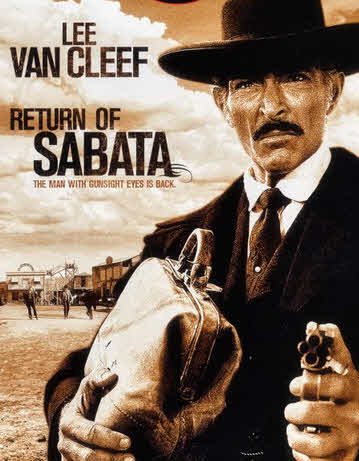 LEE
VAN CLEEF
RETURN OF
SABATA
THE MAN WITH GUNSIGHT EYES IS BACK.